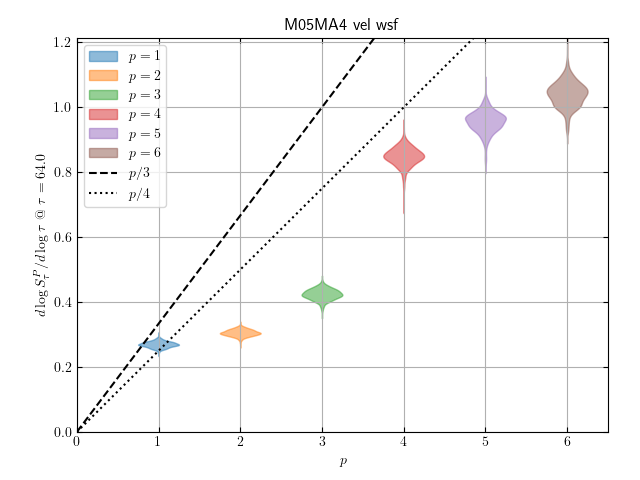 M05MA4 vel wsf
1.2
1.0
0.8
0.6
0.4
0.2
0.0
d log S_τ^P / d log τ @ τ = 64.0
p = 1
p = 2
p = 3
p = 4
p = 5
p = 6
p/3
p/4
0 1 2 3 4 5 6
p